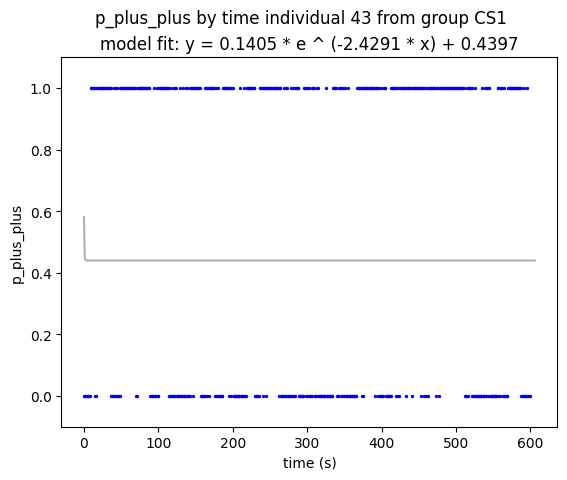 p_plus_plus by time individual 43 from group CS1
model fit: y = 0.1405 * e ^ (-2.4291 * x) + 0.4397
1.0
0.8
0.6
0.4
0.2
0.0
p_plus_plus
0 100 200 300 400 500 600
time (s)